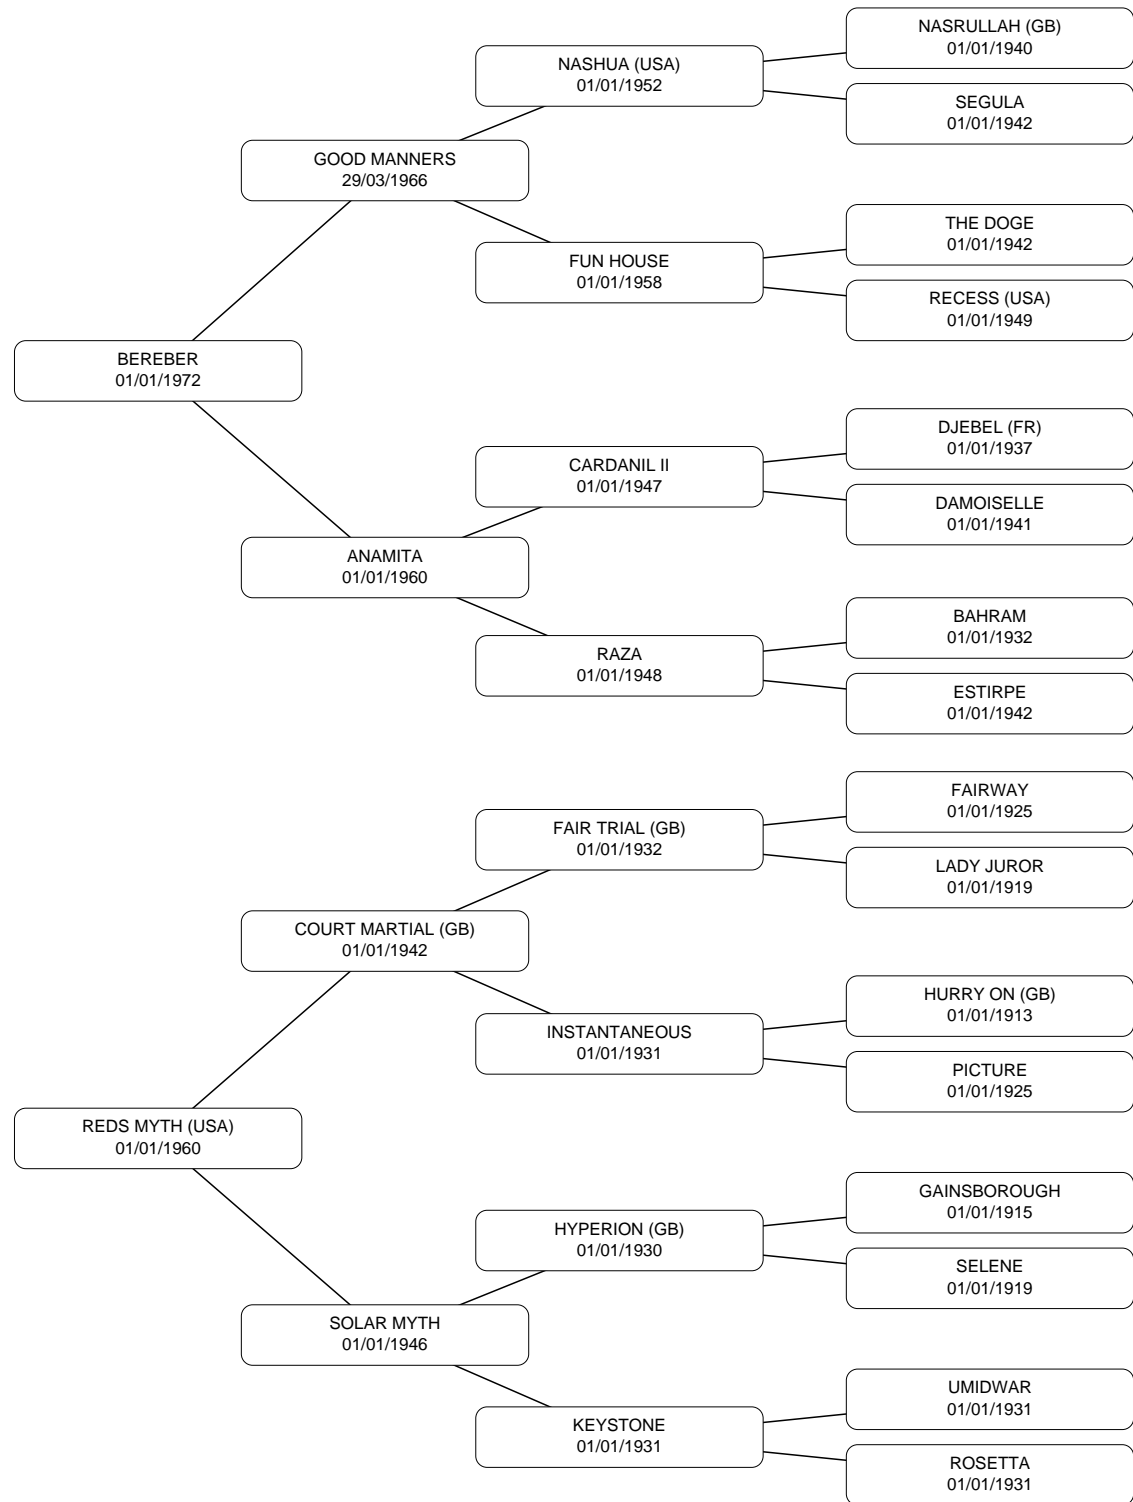 NASRULLAH (GB)
01/01/1940
NASHUA (USA)
01/01/1952
SEGULA
01/01/1942
GOOD MANNERS
29/03/1966
THE DOGE
01/01/1942
FUN HOUSE
01/01/1958
RECESS (USA)
01/01/1949
BEREBER
01/01/1972
DJEBEL (FR)
01/01/1937
CARDANIL II
01/01/1947
DAMOISELLE
01/01/1941
ANAMITA
01/01/1960
BAHRAM
01/01/1932
RAZA
01/01/1948
ESTIRPE
01/01/1942
FAIRWAY
01/01/1925
FAIR TRIAL (GB)
01/01/1932
LADY JUROR
01/01/1919
COURT MARTIAL (GB)
01/01/1942
HURRY ON (GB)
01/01/1913
INSTANTANEOUS
01/01/1931
PICTURE
01/01/1925
REDS MYTH (USA)
01/01/1960
GAINSBOROUGH
01/01/1915
HYPERION (GB)
01/01/1930
SELENE
01/01/1919
SOLAR MYTH
01/01/1946
UMIDWAR
01/01/1931
KEYSTONE
01/01/1931
ROSETTA
01/01/1931